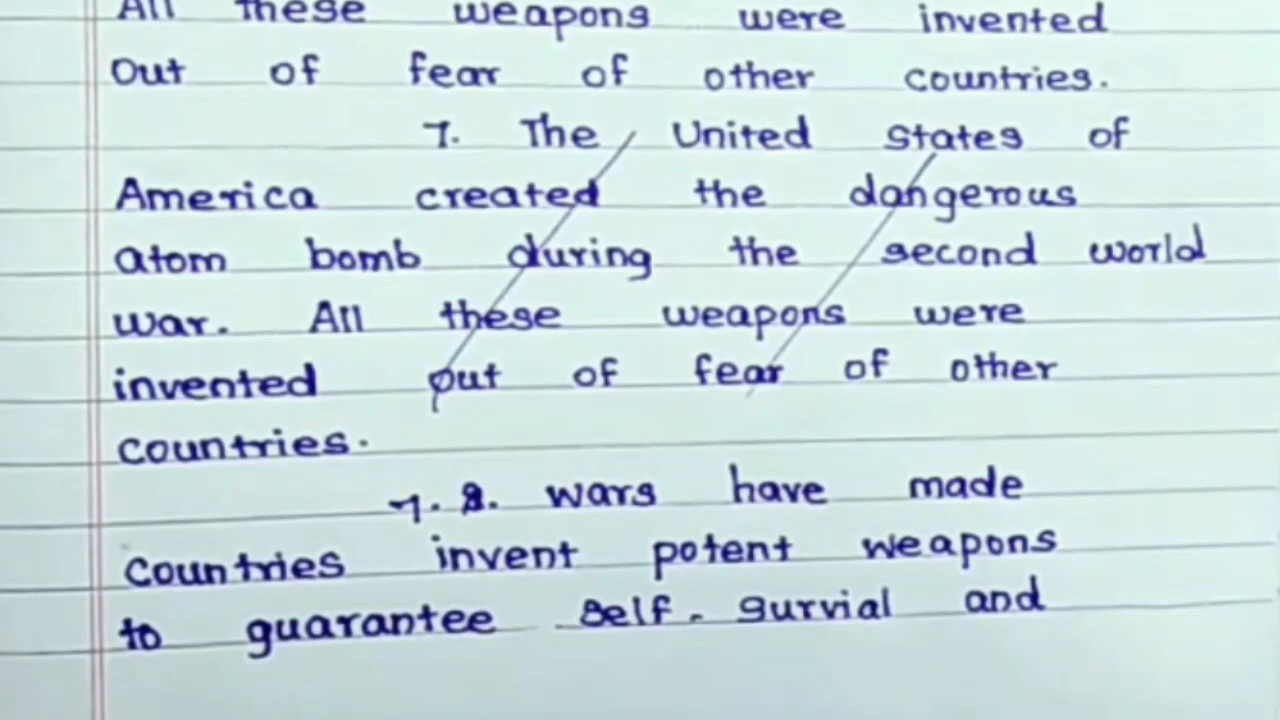 All these weapons were invented
out of fear of other countries.
7. The United States of
America created the dangerous
atom bomb during the second world
war. All these weapons were
invented out of fear of other
countries.
7. 8. wars have made
countries invent potent weapons
to guarantee self. survial and